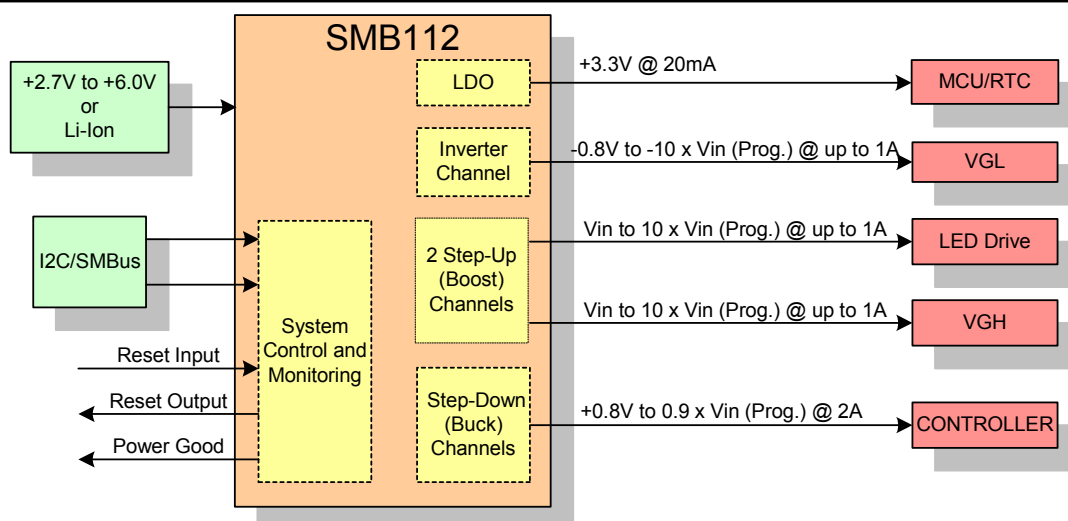 SMB112
+2.7V to +6.0V
or
Li-Ion
I2C/SMBus
Reset Input
Reset Output
Power Good
System
Control and
Monitoring
LDO
Inverter
Channel
2 Step-Up
(Boost)
Channels
Step-Down
(Buck)
Channels
+3.3V @ 20mA
MCU/RTC
-0.8V to -10 x Vin (Prog.) @ up to 1A
VGL
Vin to 10 x Vin (Prog.) @ up to 1A
LED Drive
Vin to 10 x Vin (Prog.) @ up to 1A
VGH
+0.8V to 0.9 x Vin (Prog.) @ 2A
CONTROLLER